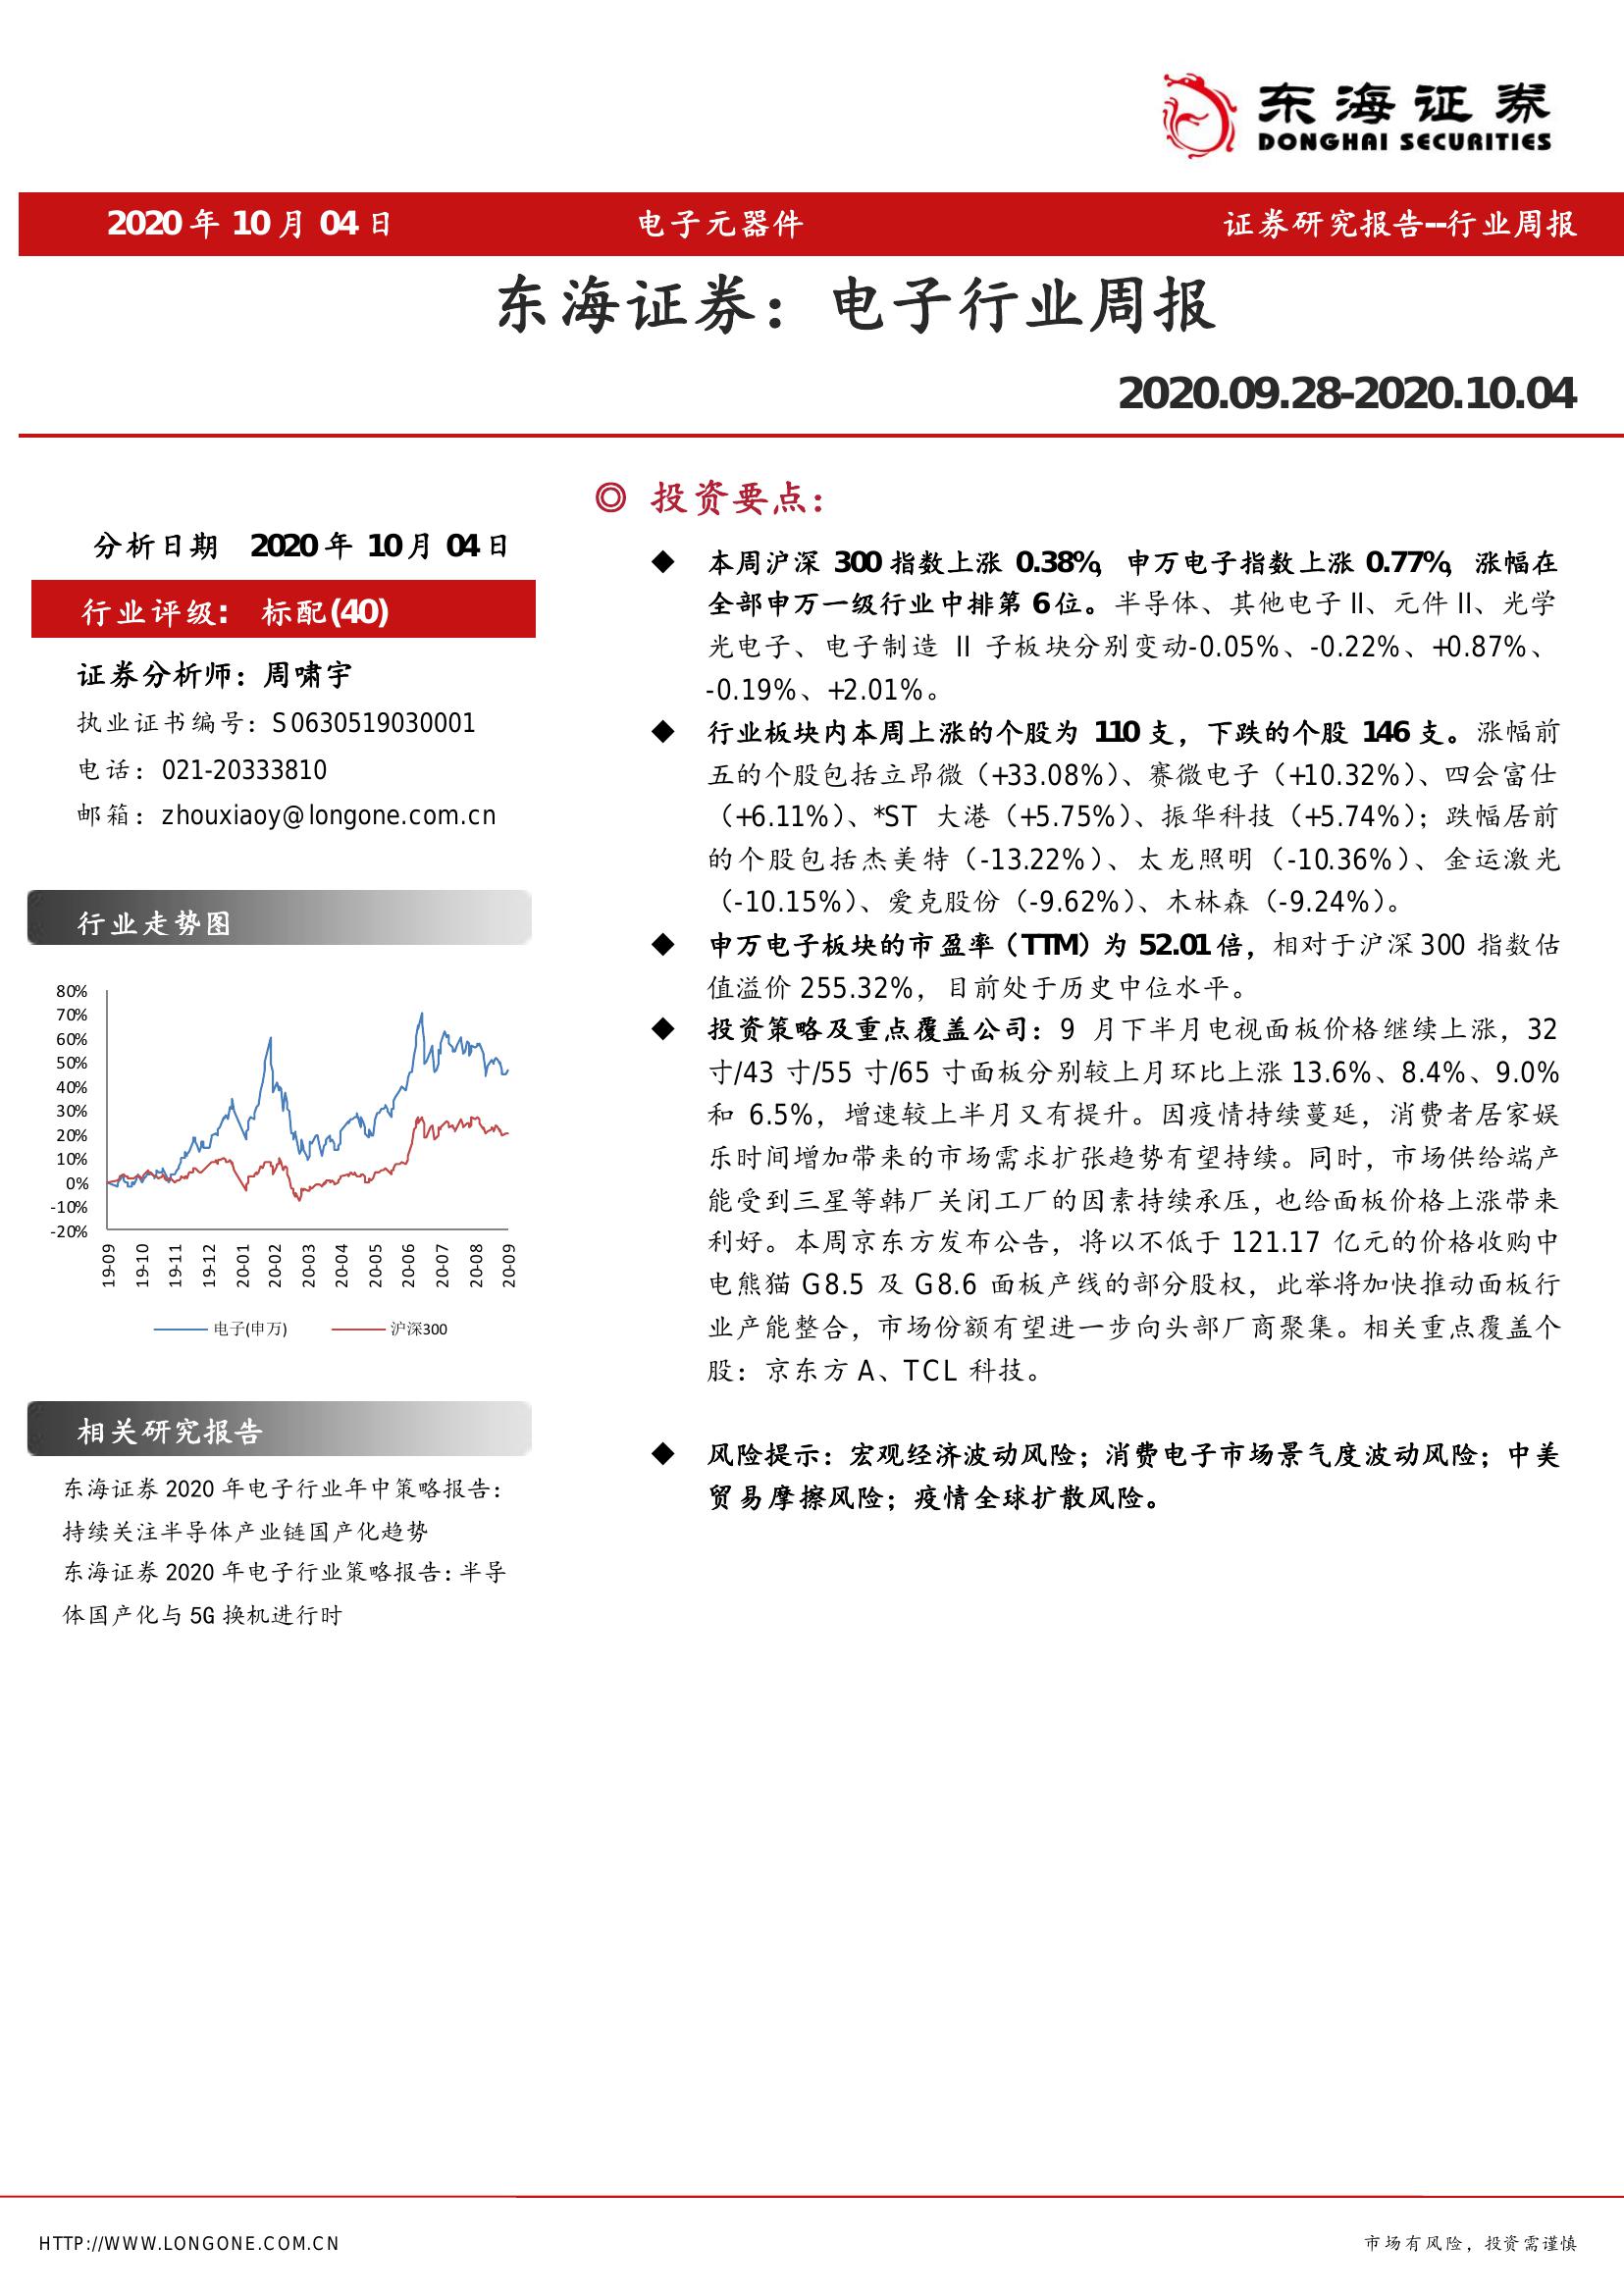 东海证券
DONGHAI SECURITIES
2020 年 10 月 04 日 电子元器件 证券研究报告--行业周报
东海证券：电子行业周报
2020.09.28-2020.10.04
分析日期 2020 年 10 月 04 日
行业评级： 标配(40)
证券分析师：周啸宇
执业证书编号：S0630519030001
电话：021-20333810
邮箱：zhouxiaoy@longone.com.cn
行业走势图
80%
70%
60%
50%
40%
30%
20%
10%
0%
-10%
-20%
19-09 19-10 19-11 19-12 20-01 20-02 20-03 20-04 20-05 20-06 20-07 20-08 20-09
电子(申万) 沪深300
相关研究报告
东海证券 2020 年电子行业年中策略报告：
持续关注半导体产业链国产化趋势
东海证券 2020 年电子行业策略报告：半导
体国产化与 5G 换机进行时
◎ 投资要点：
◆ 本周沪深 300 指数上涨 0.38%，申万电子指数上涨 0.77%，涨幅在
全部申万一级行业中排第 6 位。半导体、其他电子 II、元件 II、光学
光电子、电子制造 II 子板块分别变动-0.05%、-0.22%、+0.87%、
-0.19%、+2.01%。
◆ 行业板块内本周上涨的个股为 110 支，下跌的个股 146 支。涨幅前
五的个股包括立昂微（+33.08%）、赛微电子（+10.32%）、四会富仕
（+6.11%）、*ST 大港（+5.75%）、振华科技（+5.74%）；跌幅居前
的个股包括杰美特（-13.22%）、太龙照明（-10.36%）、金运激光
（-10.15%）、爱克股份（-9.62%）、木林森（-9.24%）。
◆ 申万电子板块的市盈率（TTM）为 52.01 倍，相对于沪深 300 指数估
值溢价 255.32%，目前处于历史中位水平。
◆ 投资策略及重点覆盖公司：9 月下半月电视面板价格继续上涨，32
寸/43 寸/55 寸/65 寸面板分别较上月环比上涨 13.6%、8.4%、9.0%
和 6.5%，增速较上半月又有提升。因疫情持续蔓延，消费者居家娱
乐时间增加带来的市场需求扩张趋势有望持续。同时，市场供给端产
能受到三星等韩厂关闭工厂的因素持续承压，也给面板价格上涨带来
利好。本周京东方发布公告，将以不低于 121.17 亿元的价格收购中
电熊猫 G8.5 及 G8.6 面板产线的部分股权，此举将加快推动面板行
业产能整合，市场份额有望进一步向头部厂商聚集。相关重点覆盖个
股：京东方 A、TCL 科技。
◆ 风险提示：宏观经济波动风险；消费电子市场景气度波动风险；中美
贸易摩擦风险；疫情全球扩散风险。
HTTP://WWW.LONGONE.COM.CN 市场有风险，投资需谨慎